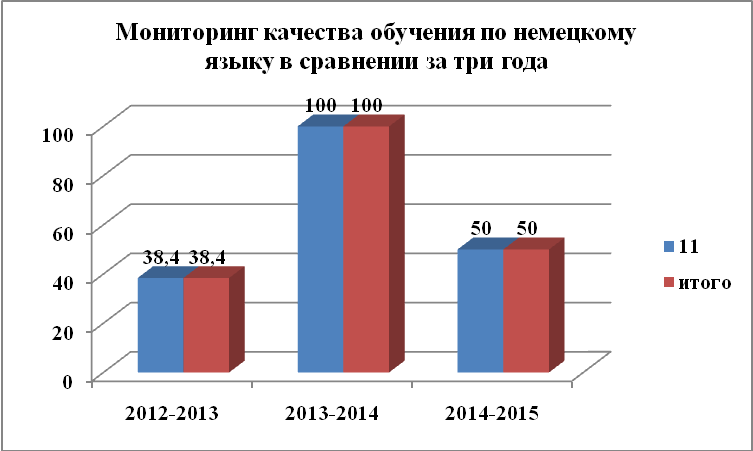 Мониторинг качества обучения по немецкому
языку в сравнении за три года
100 100
38,4 38,4
50 50
100
80
60
40
20
0
2012-2013 2013-2014 2014-2015
11
итого